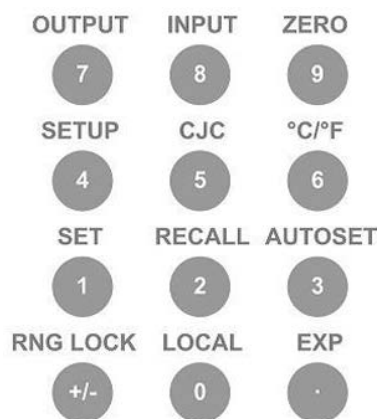 OUTPUT INPUT ZERO
7 8 9
SETUP CJC °C/°F
4 5 6
SET RECALL AUTOSET
1 2 3
RNG LOCK LOCAL EXP
+/- 0 ·